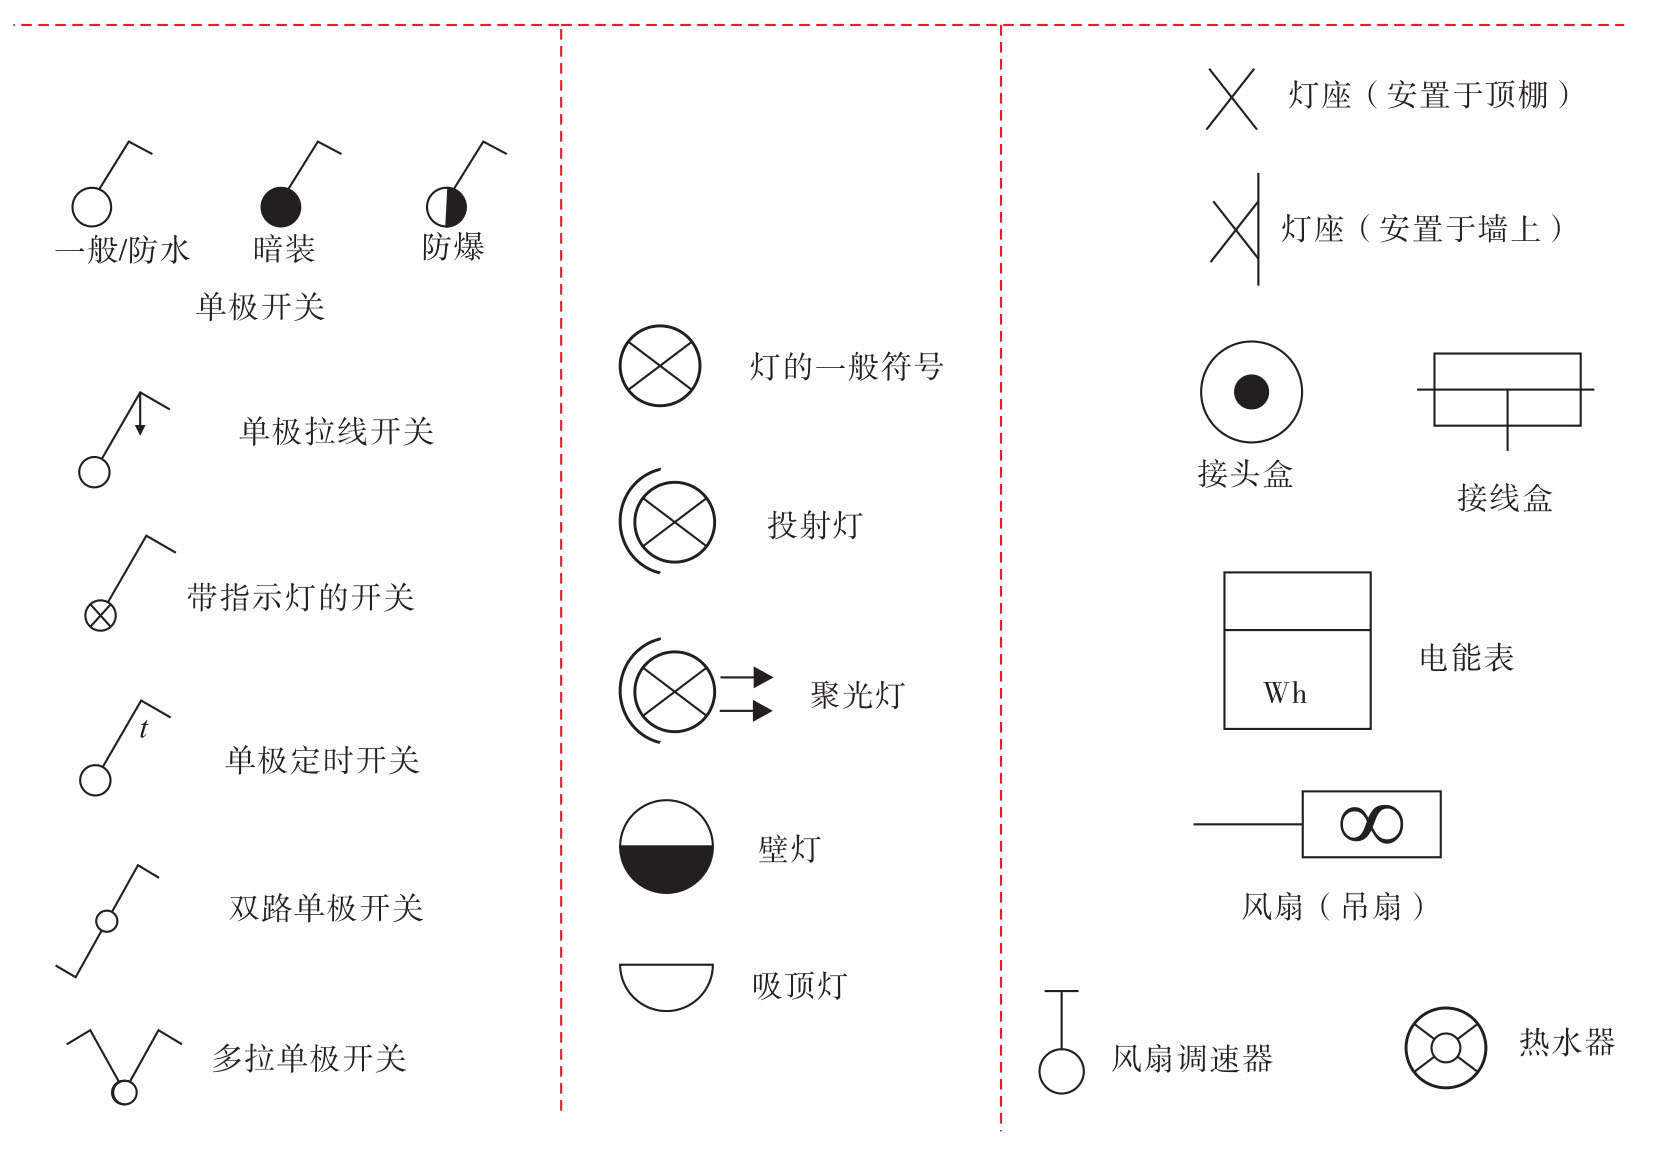 一般/防水
暗装
防爆
单极开关
单极拉线开关
带指示灯的开关
t
单极定时开关
双路单极开关
多拉单极开关
灯的一般符号
投射灯
聚光灯
壁灯
吸顶灯
灯座（安置于顶棚）
灯座（安置于墙上）
接头盒
接线盒
Wh
电能表
∞
风扇（吊扇）
风扇调速器
热水器